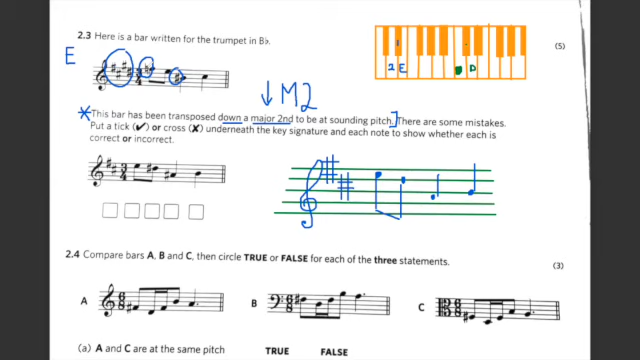 2.3 Here is a bar written for the trumpet in B♭.
(5)
E
1
2 E
D
↓ M2
*This bar has been transposed down a major 2nd to be at sounding pitch.] There are some mistakes.
Put a tick (✔) or cross (✘) underneath the key signature and each note to show whether each is
correct or incorrect.
2.4 Compare bars A, B and C, then circle TRUE or FALSE for each of the three statements.
(3)
A B C
(a) A and C are at the same pitch TRUE FALSE